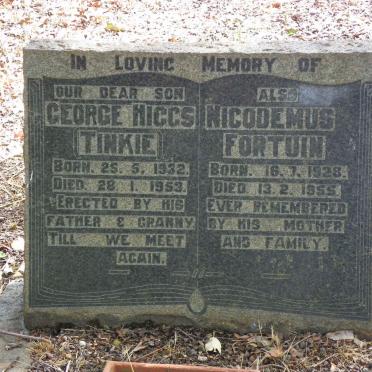 IN LOVING MEMORY OF
OUR DEAR SON
GEORGE HIGGS
TINKIE
BORN. 25. 5. 1932.
DIED. 28. 1. 1953.
ERECTED BY HIS
FATHER & GRANNY
TILL WE MEET
AGAIN.
ALSO
NICODEMUS
FORTUIN
BORN. 16. 7. 1928.
DIED. 13. 2. 1955.
EVER REMEMBERED
BY HIS MOTHER
AND FAMILY.